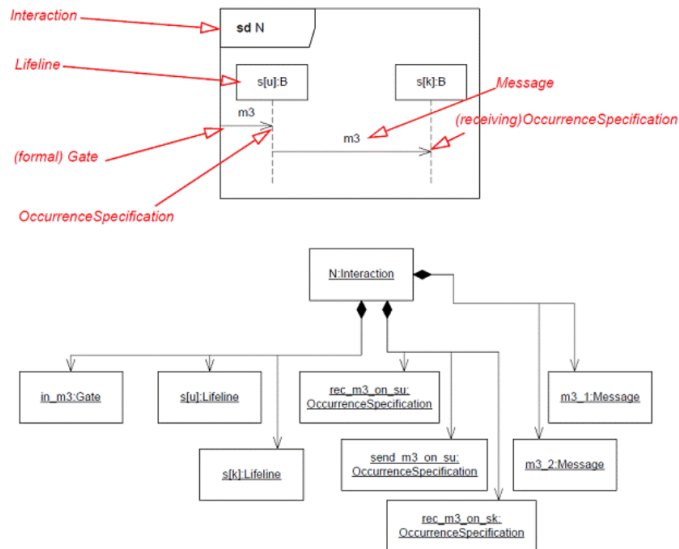 Interaction
sd N
Lifeline
s[u]:B
s[k]:B
Message
m3
(receiving)OccurrenceSpecification
m3
(formal) Gate
OccurrenceSpecification
N:Interaction
in_m3:Gate
s[u]:Lifeline
rec_m3_on_su:
OccurrenceSpecification
m3_1:Message
s[k]:Lifeline
send_m3_on_su:
OccurrenceSpecification
m3_2:Message
rec_m3_on_sk:
OccurrenceSpecification